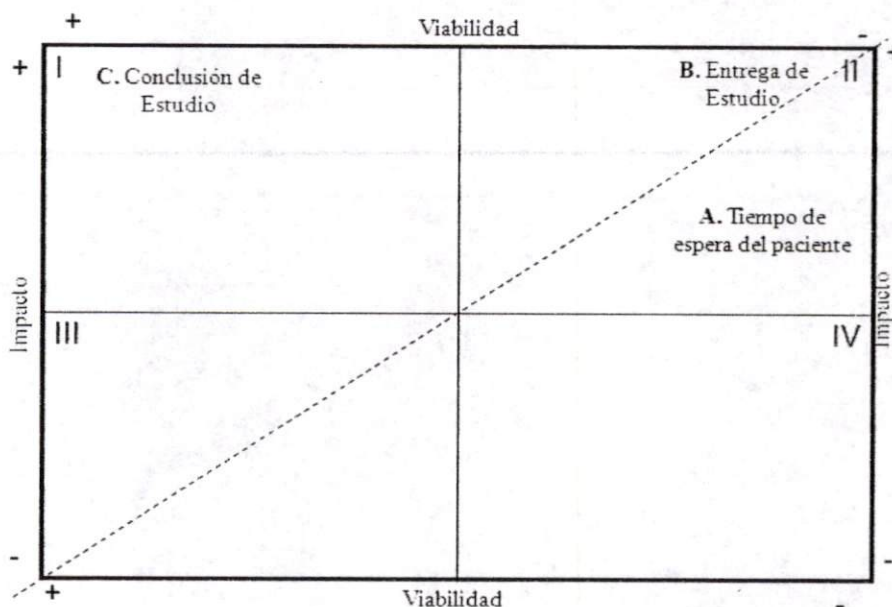 + Viabilidad -
+ I C. Conclusión de B. Entrega de II +
Estudio Estudio
A. Tiempo de
espera del paciente
Impacto Impacto
III IV
- -
+ Viabilidad -